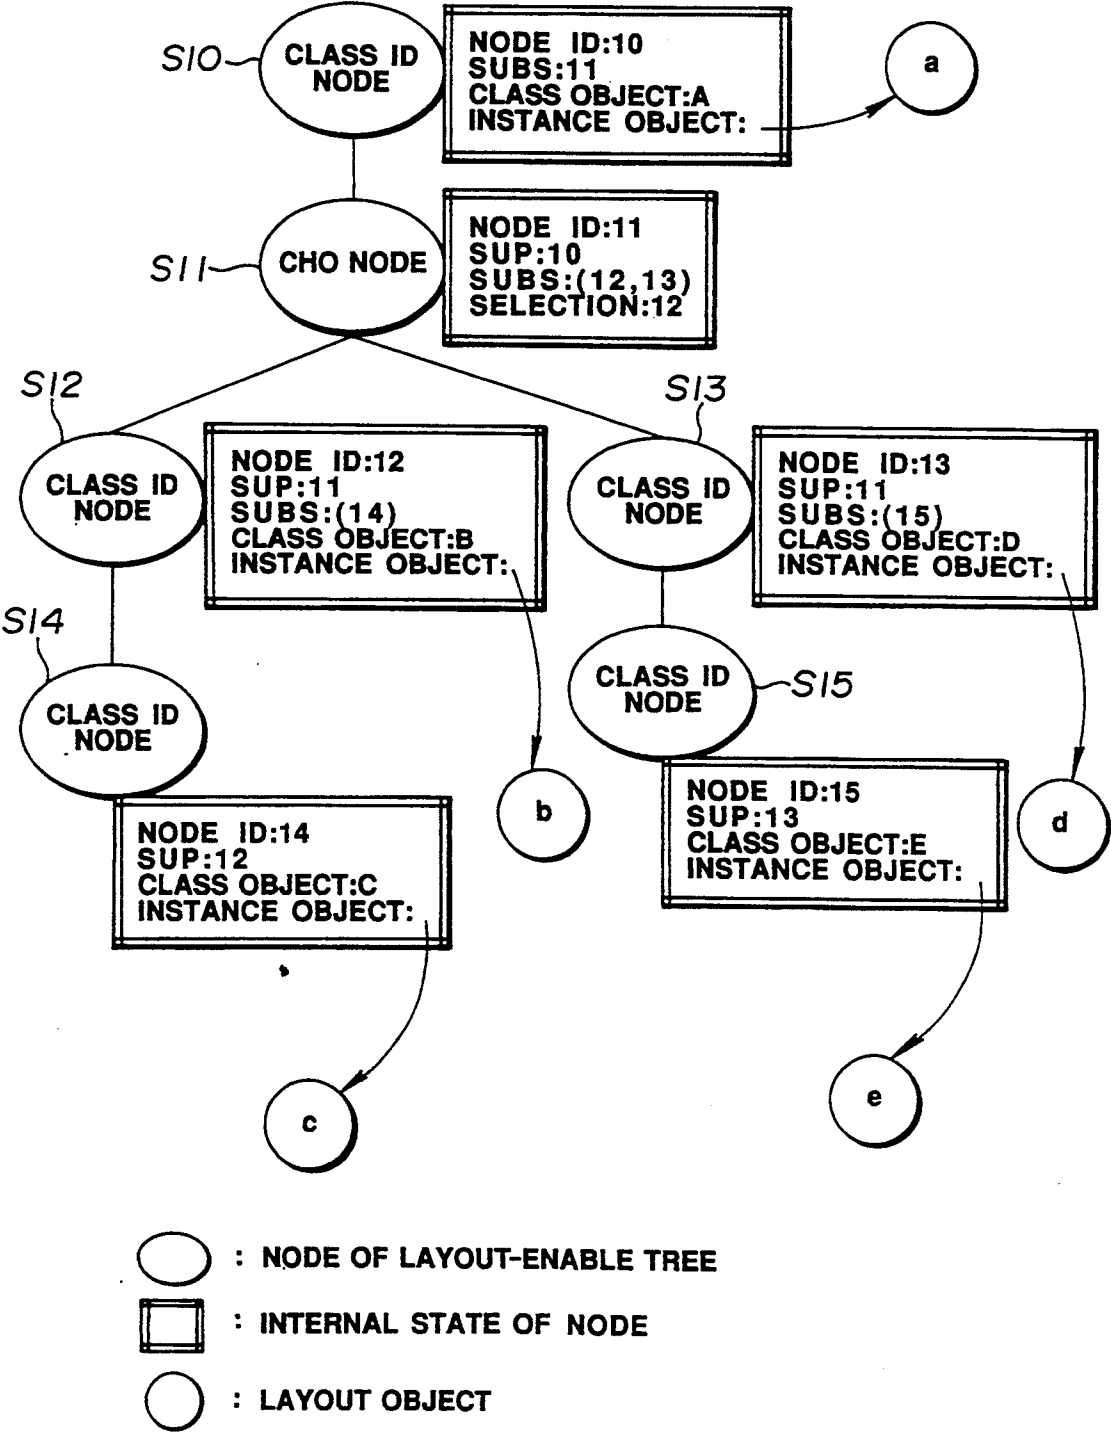 S10
CLASS ID
NODE
NODE ID:10
SUBS:11
CLASS OBJECT:A
INSTANCE OBJECT:
a
S11
CHO NODE
NODE ID:11
SUP:10
SUBS:(12,13)
SELECTION:12
S12
CLASS ID
NODE
NODE ID:12
SUP:11
SUBS:(14)
CLASS OBJECT:B
INSTANCE OBJECT:
S13
CLASS ID
NODE
NODE ID:13
SUP:11
SUBS:(15)
CLASS OBJECT:D
INSTANCE OBJECT:
S14
CLASS ID
NODE
NODE ID:14
SUP:12
CLASS OBJECT:C
INSTANCE OBJECT:
b
S15
CLASS ID
NODE
NODE ID:15
SUP:13
CLASS OBJECT:E
INSTANCE OBJECT:
d
c
e
: NODE OF LAYOUT-ENABLE TREE
: INTERNAL STATE OF NODE
: LAYOUT OBJECT